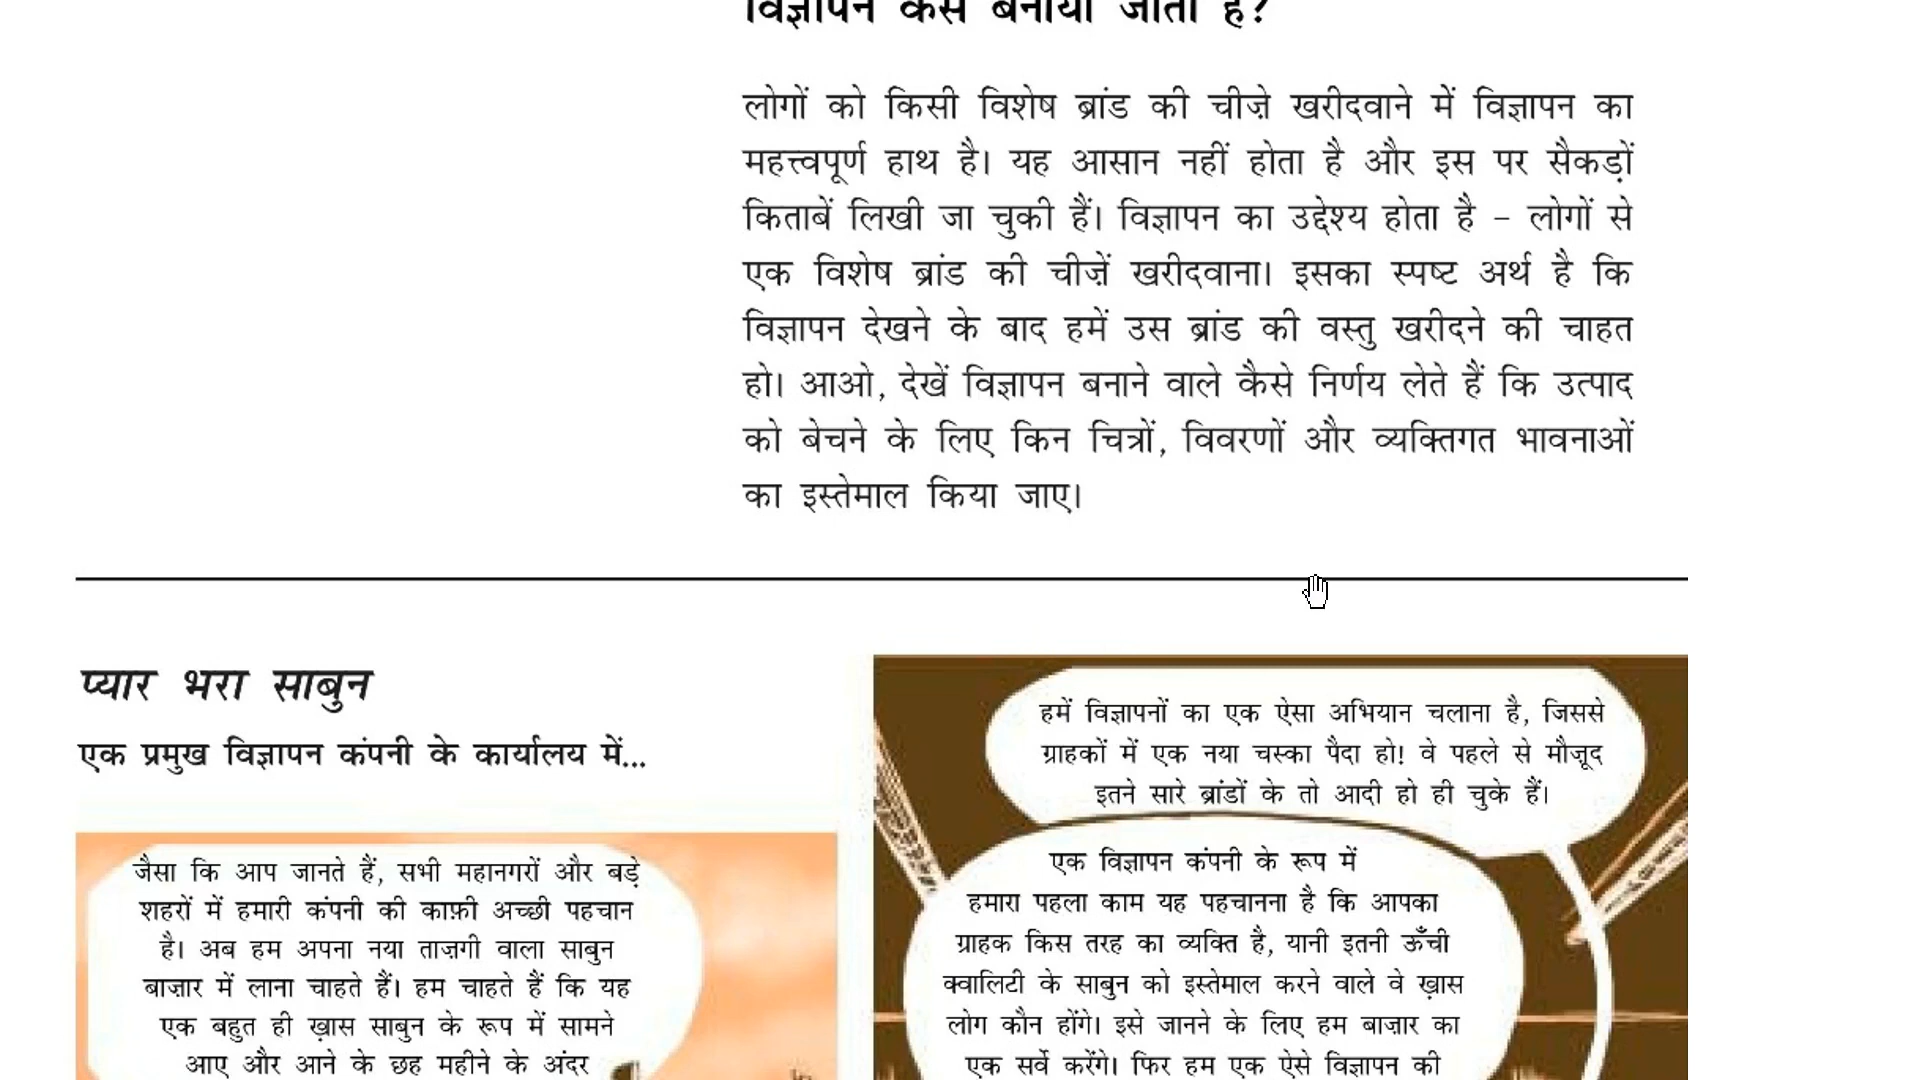 विज्ञापन कैसे बनाया जाता है?
लोगों को किसी विशेष ब्रांड की चीज़े खरीदवाने में विज्ञापन का
महत्त्वपूर्ण हाथ है। यह आसान नहीं होता है और इस पर सैकड़ों
किताबें लिखी जा चुकी हैं। विज्ञापन का उद्देश्य होता है – लोगों से
एक विशेष ब्रांड की चीज़ें खरीदवाना। इसका स्पष्ट अर्थ है कि
विज्ञापन देखने के बाद हमें उस ब्रांड की वस्तु खरीदने की चाहत
हो। आओ, देखें विज्ञापन बनाने वाले कैसे निर्णय लेते हैं कि उत्पाद
को बेचने के लिए किन चित्रों, विवरणों और व्यक्तिगत भावनाओं
का इस्तेमाल किया जाए।
प्यार भरा साबुन
एक प्रमुख विज्ञापन कंपनी के कार्यालय में...
जैसा कि आप जानते हैं, सभी महानगरों और बड़े
शहरों में हमारी कंपनी की काफ़ी अच्छी पहचान
है। अब हम अपना नया ताज़गी वाला साबुन
बाज़ार में लाना चाहते हैं। हम चाहते हैं कि यह
एक बहुत ही ख़ास साबुन के रूप में सामने
आए और आने के छह महीने के अंदर
हमें विज्ञापनों का एक ऐसा अभियान चलाना है, जिससे
ग्राहकों में एक नया चस्का पैदा हो! वे पहले से मौजूद
इतने सारे ब्रांडों के तो आदी हो ही चुके हैं।
एक विज्ञापन कंपनी के रूप में
हमारा पहला काम यह पहचानना है कि आपका
ग्राहक किस तरह का व्यक्ति है, यानी इतनी ऊँची
क्वालिटी के साबुन को इस्तेमाल करने वाले वे ख़ास
लोग कौन होंगे। इसे जानने के लिए हम बाज़ार का
एक सर्वे करेंगे। फिर हम एक ऐसे विज्ञापन की